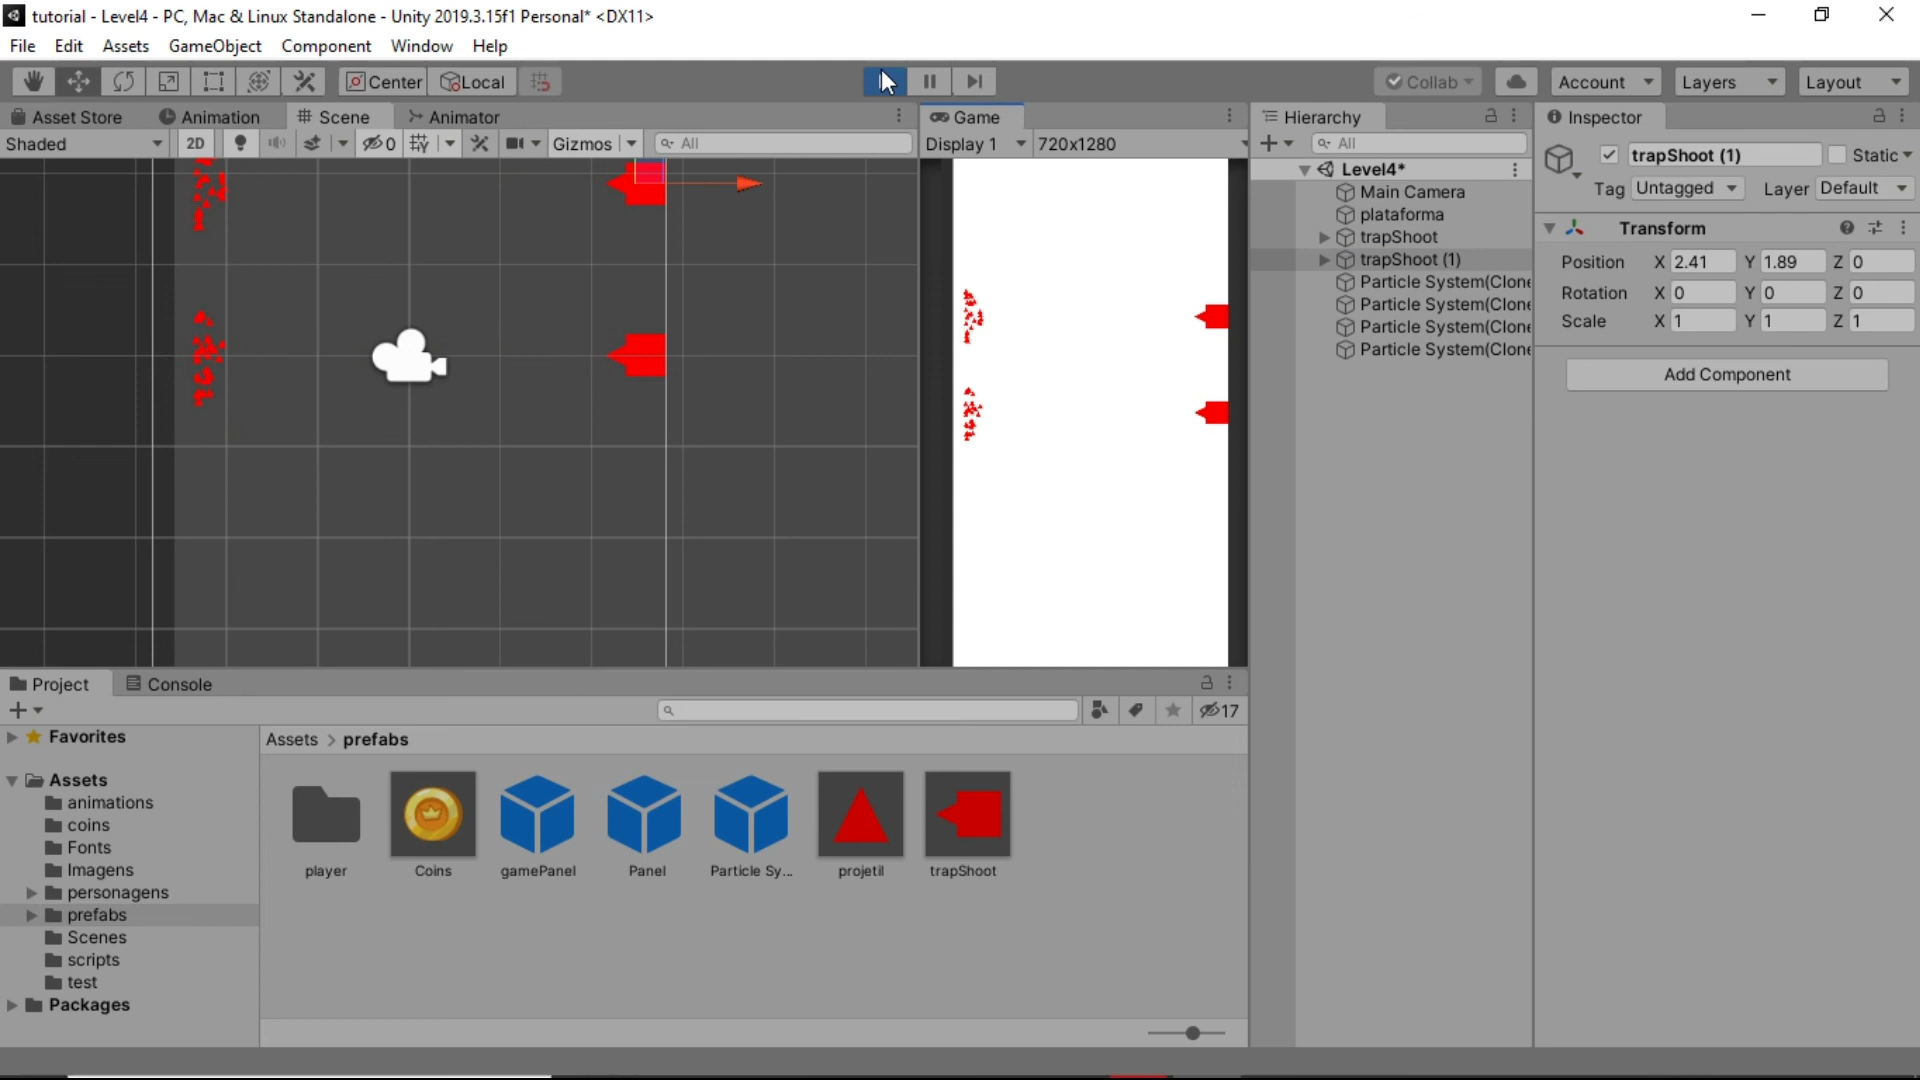 tutorial - Level4 - PC, Mac & Linux Standalone - Unity 2019.3.15f1 Personal* <DX11>
File Edit Assets GameObject Component Window Help
Center Local Collab Account Layers Layout
Asset Store Animation Scene Animator
Shaded 2D 0 Gizmos All
Game
Display 1 720x1280
Hierarchy
All
Level4*
Main Camera
plataforma
trapShoot
trapShoot (1)
Particle System(Clone
Particle System(Clone
Particle System(Clone
Particle System(Clone
Inspector
trapShoot (1) Static
Tag Untagged Layer Default
Transform
Position X 2.41 Y 1.89 Z 0
Rotation X 0 Y 0 Z 0
Scale X 1 Y 1 Z 1
Add Component
Project Console
17
Favorites
Assets
animations
coins
Fonts
Imagens
personagens
prefabs
Scenes
scripts
test
Packages
Assets > prefabs
player Coins gamePanel Panel Particle Sy... projetil trapShoot